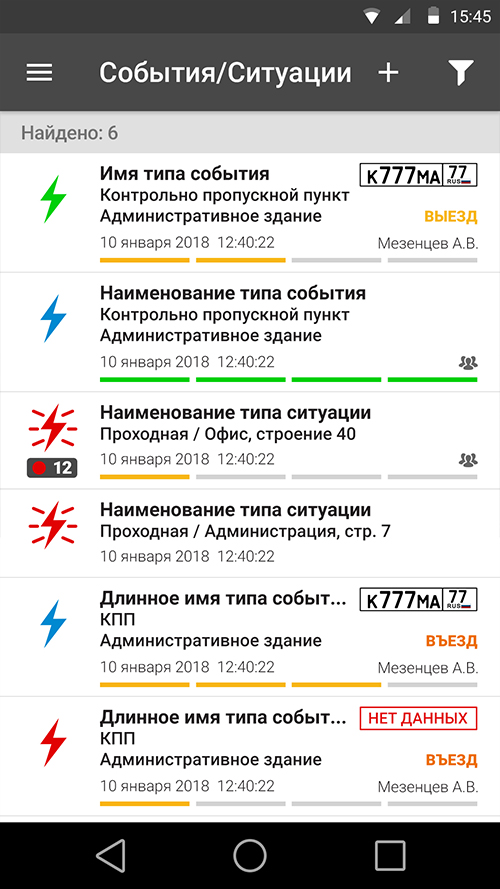 15:45
События/Ситуации
Найдено: 6
Имя типа события
К777МА 77 RUS
Контрольно пропускной пункт
Административное здание
ВЫЕЗД
10 января 2018 12:40:22
Мезенцев А.В.
Наименование типа события
Контрольно пропускной пункт
Административное здание
10 января 2018 12:40:22
Наименование типа ситуации
Проходная / Офис, строение 40
12
10 января 2018 12:40:22
Наименование типа ситуации
Проходная / Администрация, стр. 7
10 января 2018 12:40:22
Длинное имя типа событ...
К777МА 77 RUS
КПП
Административное здание
ВЪЕЗД
10 января 2018 12:40:22
Мезенцев А.В.
Длинное имя типа событ...
НЕТ ДАННЫХ
КПП
Административное здание
ВЪЕЗД
10 января 2018 12:40:22
Мезенцев А.В.